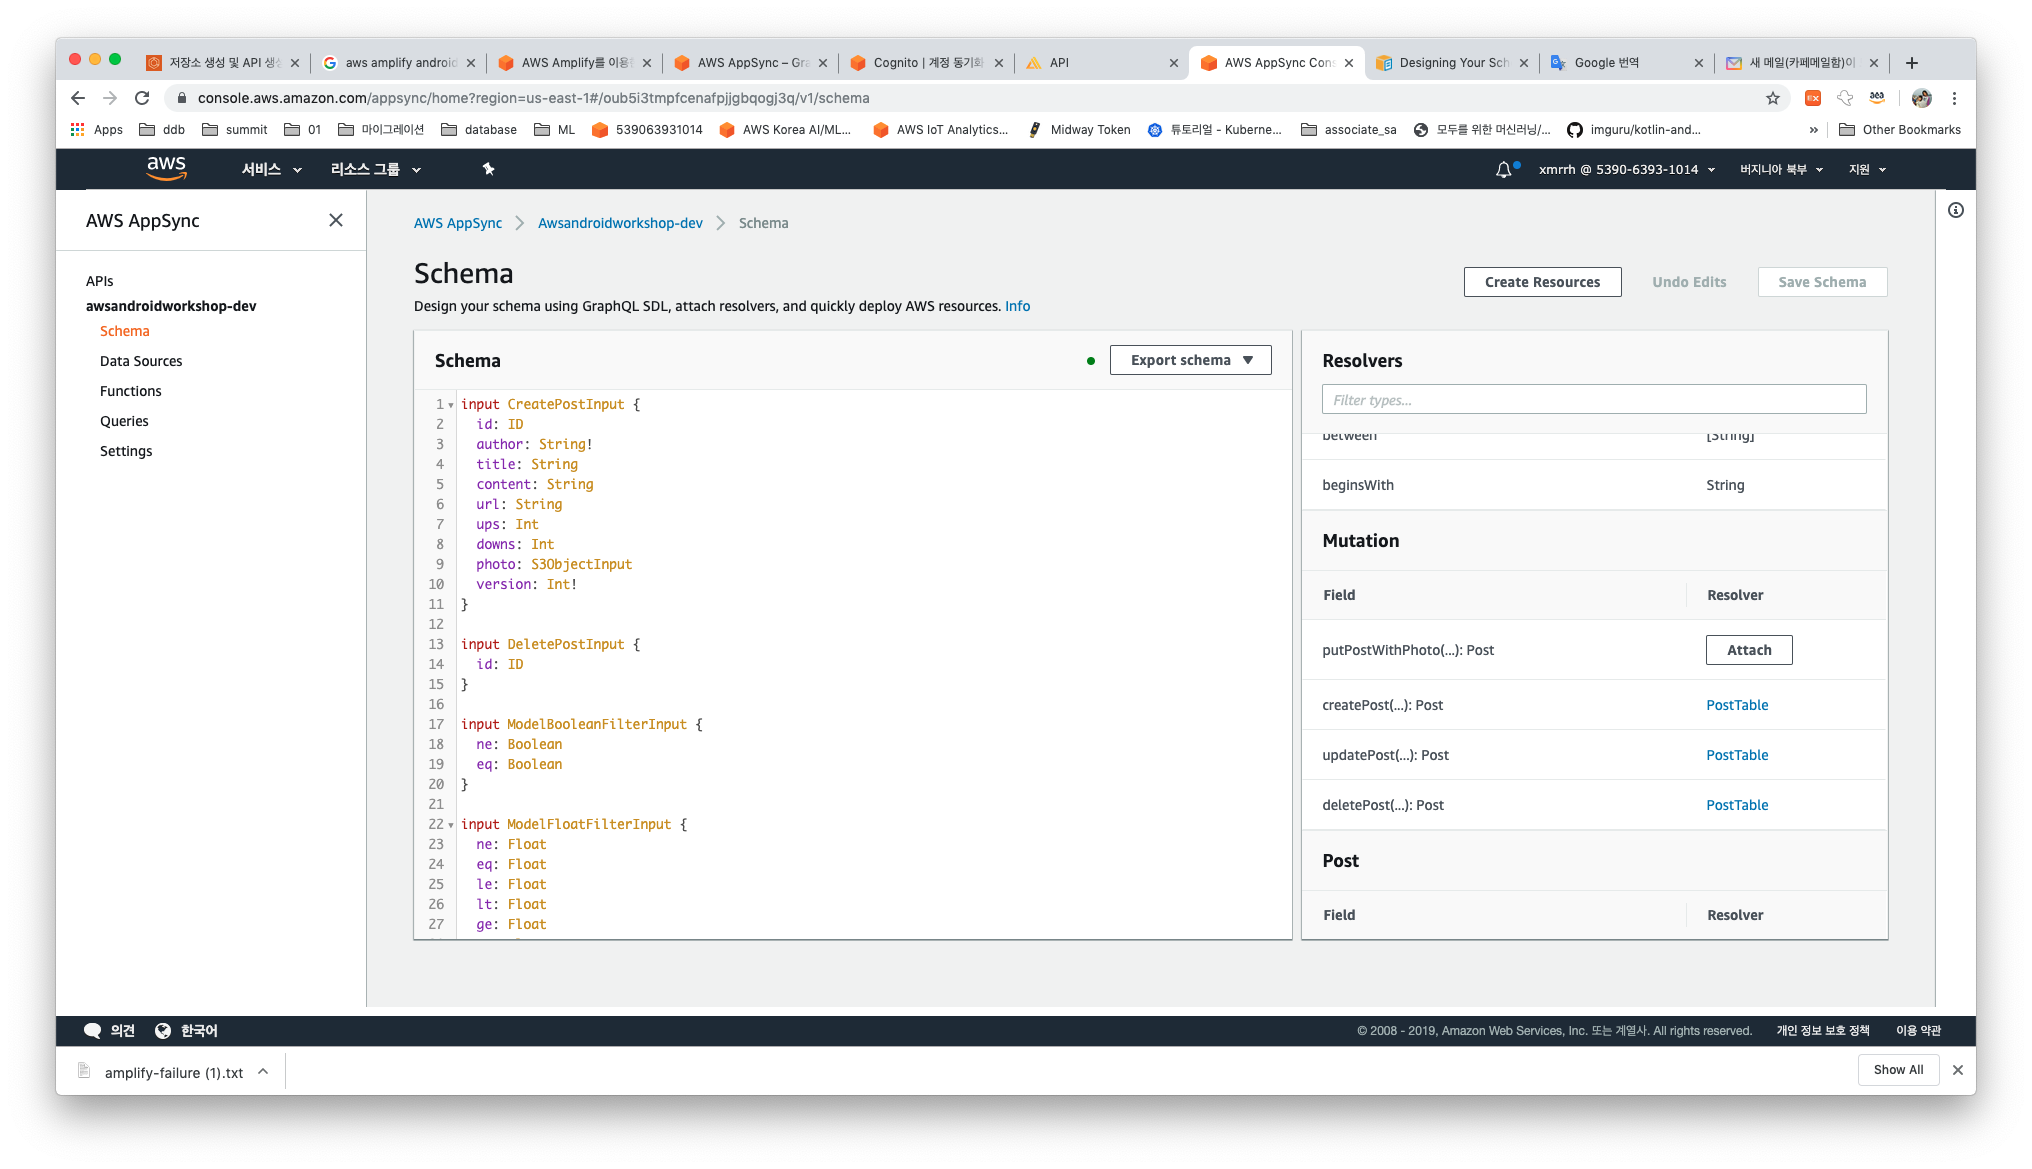 저장소 생성 및 API 생성
aws amplify android
AWS Amplify를 이용한
AWS AppSync – Gra
Cognito | 계정 동기화
API
AWS AppSync Cons
Designing Your Sch
Google 번역
새 메일(카페메일함)이
console.aws.amazon.com/appsync/home?region=us-east-1#/oub5i3tmpfcenafpjjgbqogj3q/v1/schema
Apps
ddb
summit
01
마이그레이션
database
ML
539063931014
AWS Korea AI/ML...
AWS IoT Analytics...
Midway Token
튜토리얼 - Kuberne...
associate_sa
모두를 위한 머신러닝/...
imguru/kotlin-and...
»
Other Bookmarks
aws
서비스
리소스 그룹
xmrrh @ 5390-6393-1014
버지니아 북부
지원
AWS AppSync
APIs
awsandroidworkshop-dev
Schema
Data Sources
Functions
Queries
Settings
AWS AppSync
Awsandroidworkshop-dev
Schema
Schema
Design your schema using GraphQL SDL, attach resolvers, and quickly deploy AWS resources. Info
Create Resources
Undo Edits
Save Schema
Schema
Export schema
1 input CreatePostInput {
2 id: ID
3 author: String!
4 title: String
5 content: String
6 url: String
7 ups: Int
8 downs: Int
9 photo: S3ObjectInput
10 version: Int!
11 }
12
13 input DeletePostInput {
14 id: ID
15 }
16
17 input ModelBooleanFilterInput {
18 ne: Boolean
19 eq: Boolean
20 }
21
22 input ModelFloatFilterInput {
23 ne: Float
24 eq: Float
25 le: Float
26 lt: Float
27 ge: Float
Resolvers
Filter types...
between [String]
beginsWith String
Mutation
Field Resolver
putPostWithPhoto(...): Post Attach
createPost(...): Post PostTable
updatePost(...): Post PostTable
deletePost(...): Post PostTable
Post
Field Resolver
의견
한국어
© 2008 - 2019, Amazon Web Services, Inc. 또는 계열사. All rights reserved.
개인 정보 보호 정책
이용 약관
amplify-failure (1).txt
Show All